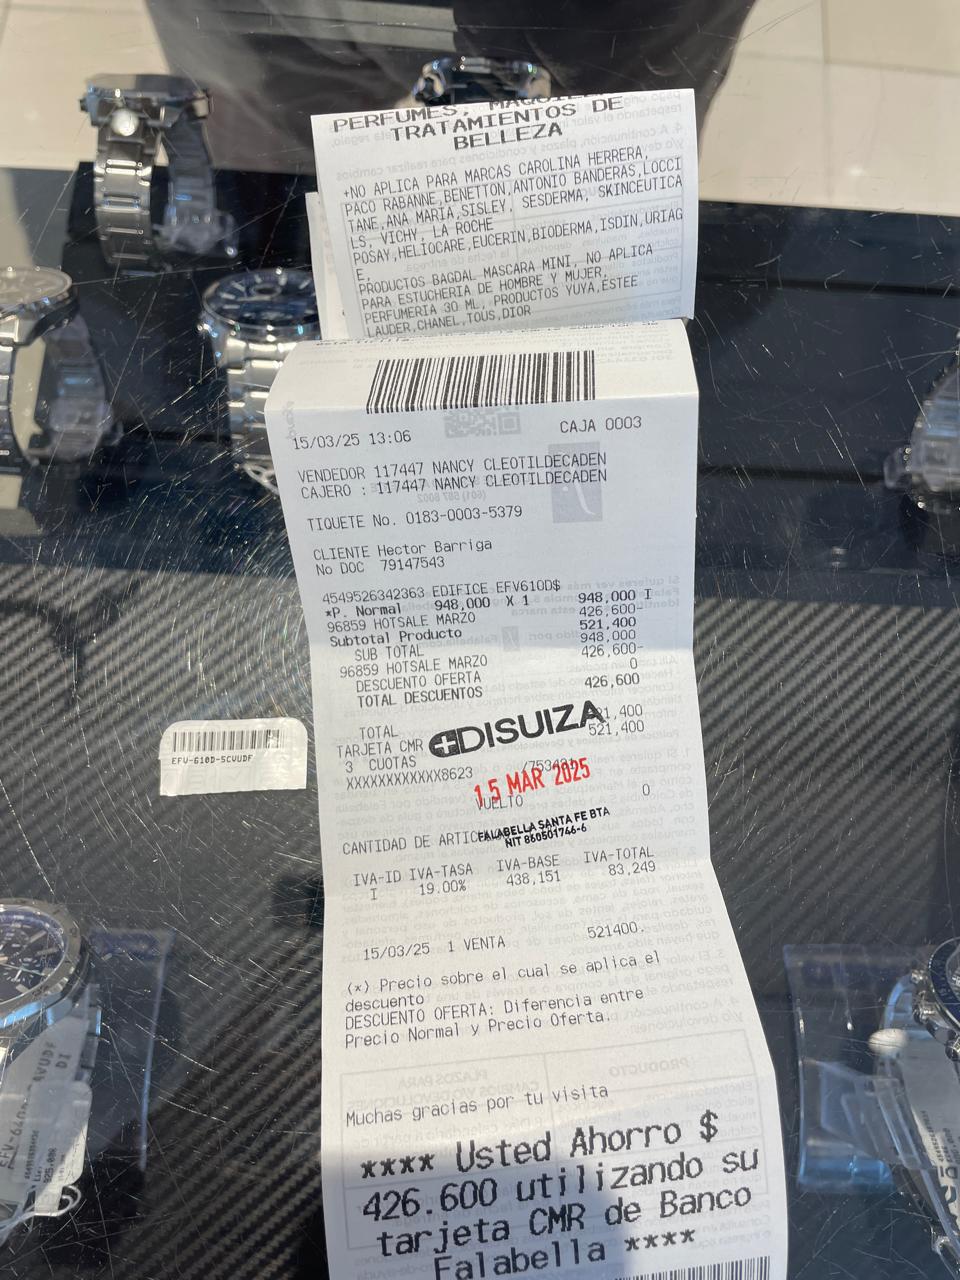 PERFUMES,
TRATAMIENTOS DE
BELLEZA
+NO APLICA PARA MARCAS CAROLINA HERRERA,
PACO RABANNE,BENETTON,ANTONIO BANDERAS,LOCCI
TANE,ANA MARIA,SISLEY, SESDERMA, SKINCEUTICA
LS, VICHY, LA ROCHE
POSAY,HELIOCARE,EUCERIN,BIODERMA,ISDIN,URIAG
E,
PRODUCTOS BAGDAL MASCARA MINI, NO APLICA
PARA ESTUCHERIA DE HOMBRE Y MUJER,
PERFUMERIA 30 ML, PRODUCTOS YUYA,ESTEE
LAUDER,CHANEL,TOUS,DIOR
15/03/25 13:06 CAJA 0003
VENDEDOR 117447 NANCY CLEOTILDECADEN
CAJERO : 117447 NANCY CLEOTILDECADEN
TIQUETE No. 0183-0003-5379
CLIENTE Hector Barriga
No DOC 79147543
4549526342363 EDIFICE EFV610D$
*P. Normal 948,000 X 1 948,000 I
96859 HOTSALE MARZO 426,600-
Subtotal Producto 521,400
SUB TOTAL 948,000
96859 HOTSALE MARZO 426,600-
DESCUENTO OFERTA 0
TOTAL DESCUENTOS 426,600
TOTAL 521,400
TARJETA CMR 521,400
3 CUOTAS
XXXXXXXXXXXX8623
DISUIZA
15 MAR 2025
VUELTO 0
FALABELLA SANTA FE BTA
NIT 860501766-6
CANTIDAD DE
IVA-ID IVA-TASA IVA-BASE IVA-TOTAL
I 19.00% 438,151 83,249
15/03/25 1 VENTA 521400.
(*) Precio sobre el cual se aplica el
descuento
DESCUENTO OFERTA: Diferencia entre
Precio Normal y Precio Oferta.
Muchas gracias por tu visita
**** Usted Ahorro $
426.600 utilizando su
tarjeta CMR de Banco
Falabella ****
EFV-610D-5CVUDF